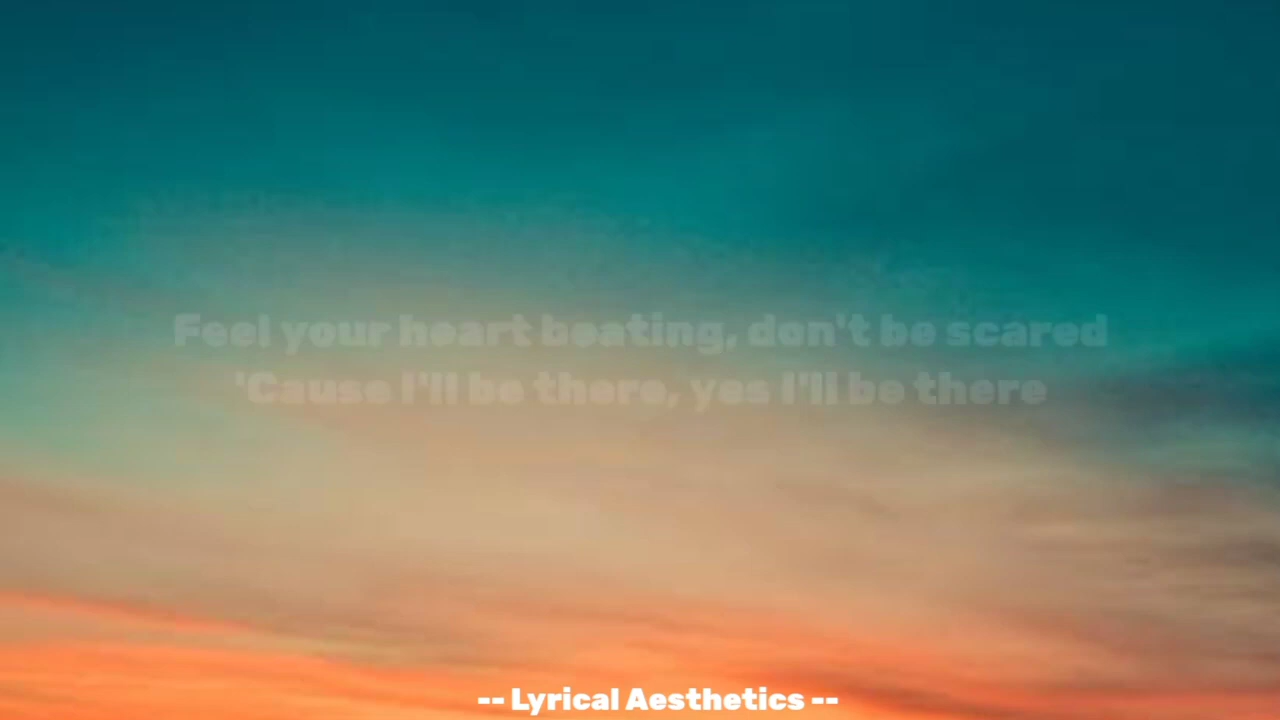 Feel your heart beating, don't be scared
'Cause I'll be there, yes I'll be there
-- Lyrical Aesthetics --